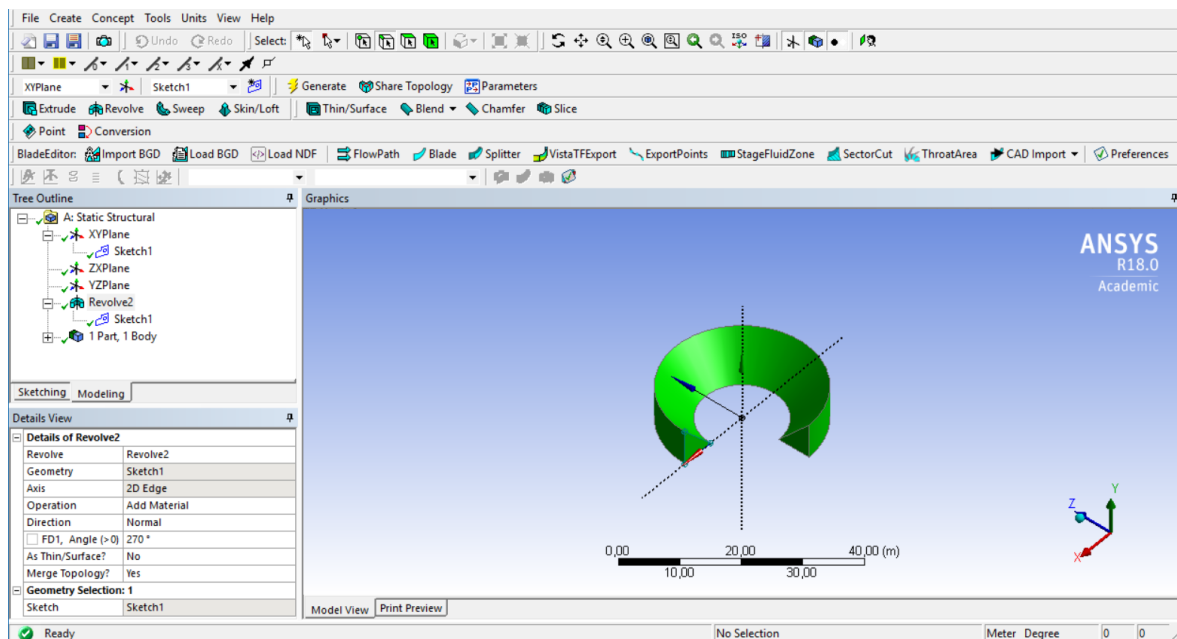 File Create Concept Tools Units View Help
Undo Redo Select:
XYPlane Sketch1 Generate Share Topology Parameters
Extrude Revolve Sweep Skin/Loft Thin/Surface Blend Chamfer Slice
Point Conversion
BladeEditor: Import BGD Load BGD Load NDF FlowPath Blade Splitter VistaTFExport ExportPoints StageFluidZone SectorCut ThroatArea CAD Import Preferences
Tree Outline
A: Static Structural
XYPlane
Sketch1
ZXPlane
YZPlane
Revolve2
Sketch1
1 Part, 1 Body
Sketching Modeling
Details View
Details of Revolve2
Revolve Revolve2
Geometry Sketch1
Axis 2D Edge
Operation Add Material
Direction Normal
FD1, Angle (>0) 270 °
As Thin/Surface? No
Merge Topology? Yes
Geometry Selection: 1
Sketch Sketch1
Graphics
ANSYS
R18.0
Academic
Y
Z
X
0,00 20,00 40,00 (m)
10,00 30,00
Model View Print Preview
Ready No Selection Meter Degree 0 0